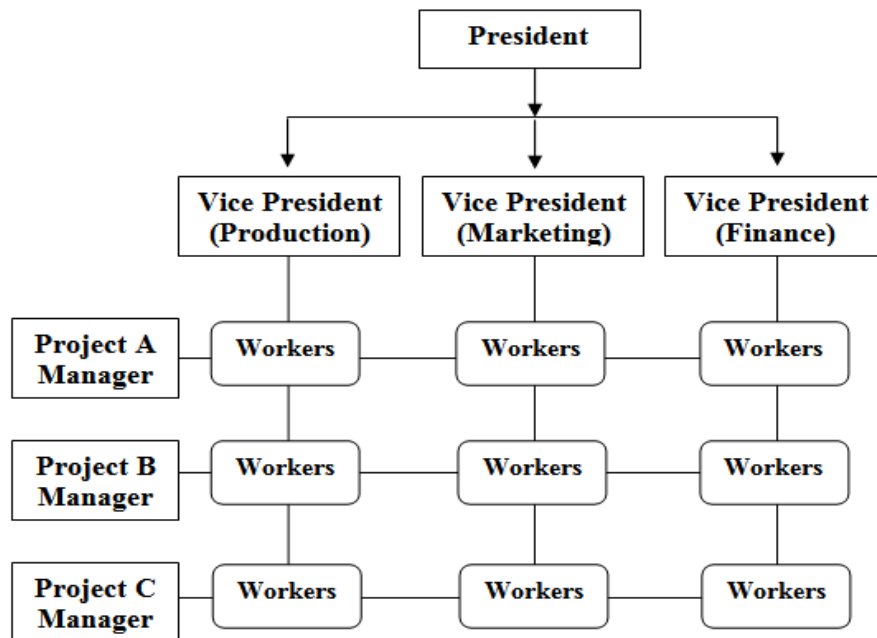 President
Vice President
(Production)
Vice President
(Marketing)
Vice President
(Finance)
Project A
Manager
Workers
Workers
Workers
Project B
Manager
Workers
Workers
Workers
Project C
Manager
Workers
Workers
Workers